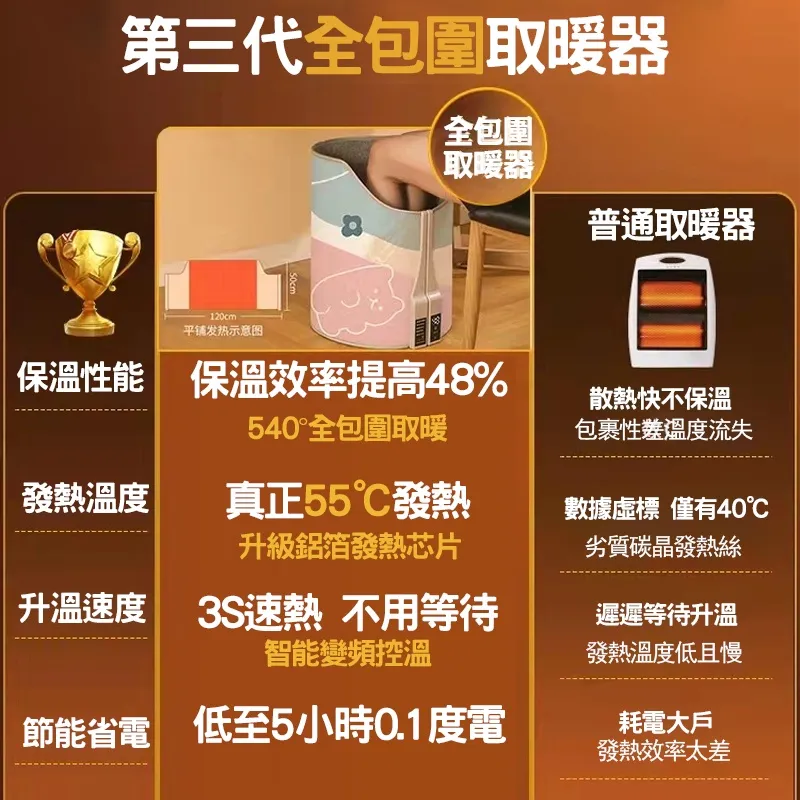 第三代全包圍取暖器
全包圍
取暖器
普通取暖器
50cm
120cm
平铺发热示意图
保溫性能
保溫效率提高48%
540°全包圍取暖
散熱快不保溫
包裹性差溫度流失
發熱溫度
真正55℃發熱
升級鋁箔發熱芯片
數據虛標 僅有40℃
劣質碳晶發熱絲
升溫速度
3S速熱 不用等待
智能變頻控溫
遲遲等待升溫
發熱溫度低且慢
節能省電
低至5小時0.1度電
耗電大戶
發熱效率太差